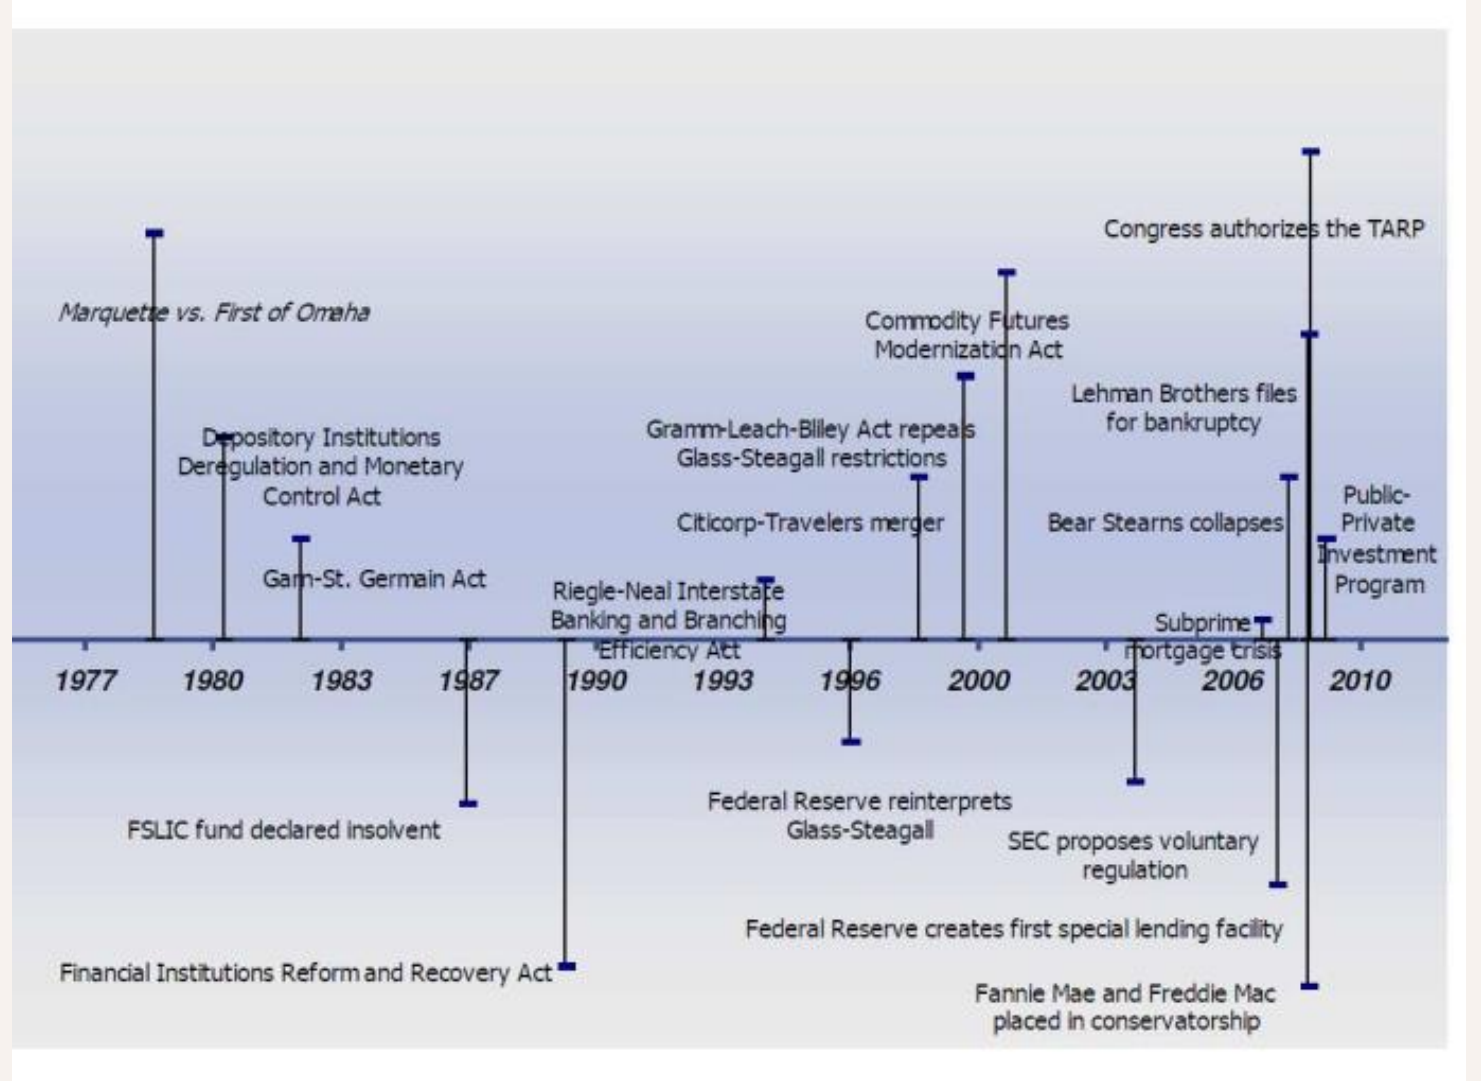 Congress authorizes the TARP
Marquette vs. First of Omaha
Commodity Futures
Modernization Act
Lehman Brothers files
for bankruptcy
Depository Institutions
Deregulation and Monetary
Control Act
Gramm-Leach-Bliley Act repeals
Glass-Steagall restrictions
Citicorp-Travelers merger
Bear Stearns collapses
Public-
Private
Investment
Program
Garn-St. Germain Act
Riegle-Neal Interstate
Banking and Branching
Efficiency Act
Subprime
mortgage crisis
1977 1980 1983 1987 1990 1993 1996 2000 2003 2006 2010
FSLIC fund declared insolvent
Federal Reserve reinterprets
Glass-Steagall
SEC proposes voluntary
regulation
Federal Reserve creates first special lending facility
Financial Institutions Reform and Recovery Act
Fannie Mae and Freddie Mac
placed in conservatorship